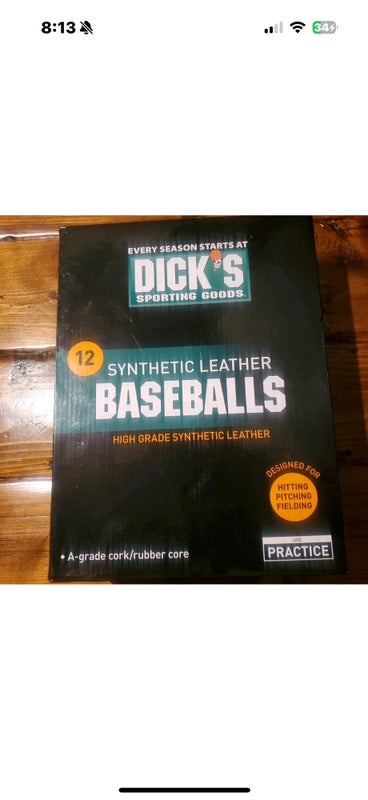 8:13
34
EVERY SEASON STARTS AT
DICK'S
SPORTING GOODS.
12
SYNTHETIC LEATHER
BASEBALLS
HIGH GRADE SYNTHETIC LEATHER
DESIGNED FOR
HITTING
PITCHING
FIELDING
USE
PRACTICE
• A-grade cork/rubber core